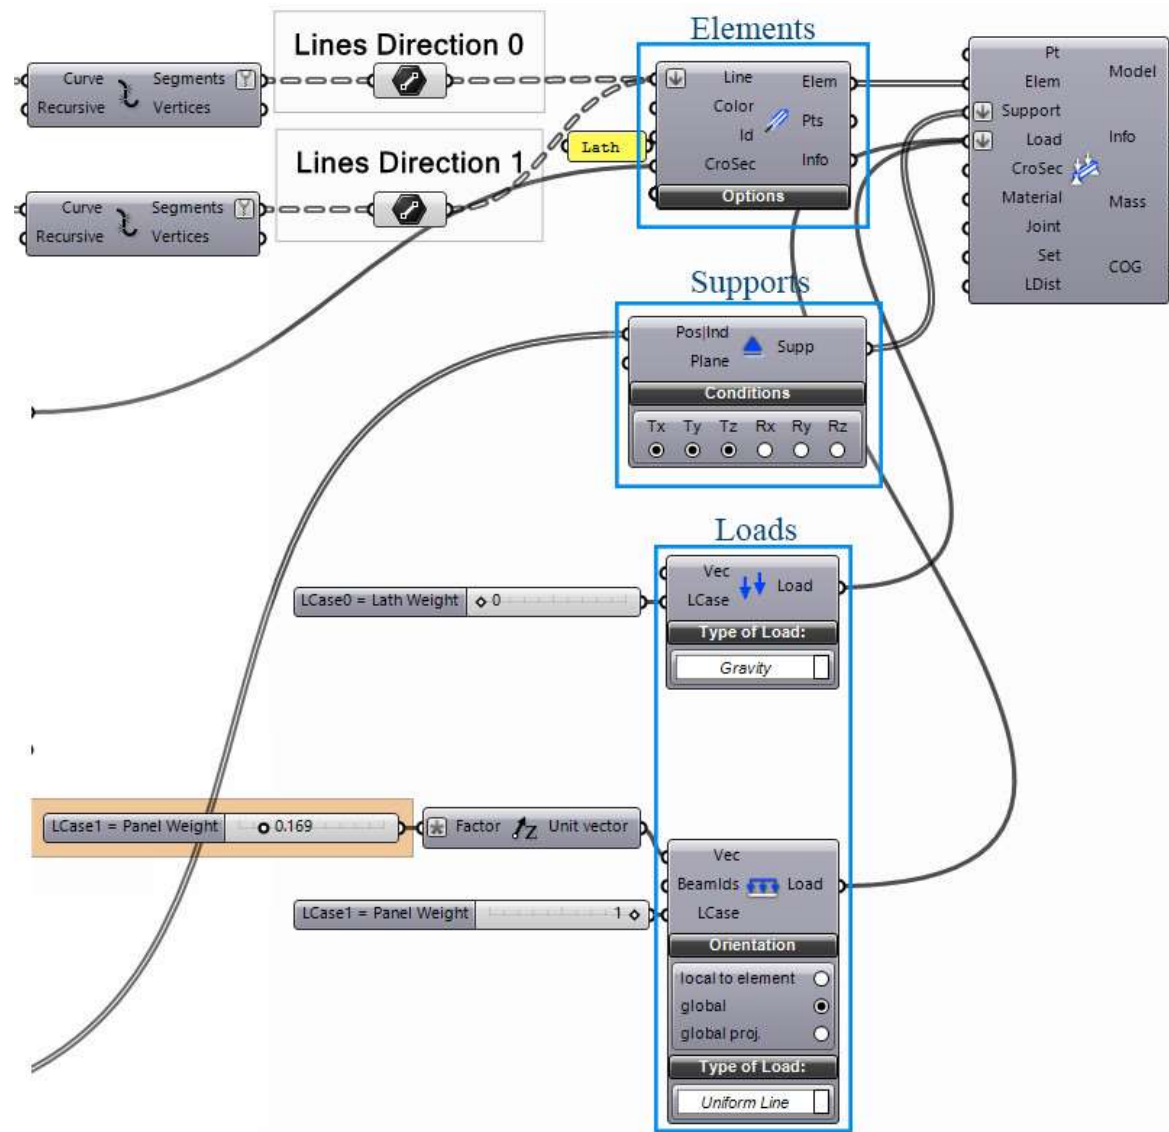 Elements
Lines Direction 0
Curve Segments
Recursive Vertices
Line Elem
Color Pts
Id
CroSec Info
Options
Lath
Pt
Elem Model
Support
Load Info
CroSec
Material Mass
Joint
Set COG
LDist
Lines Direction 1
Curve Segments
Recursive Vertices
Supports
Pos|Ind Supp
Plane
Conditions
Tx Ty Tz Rx Ry Rz
Loads
Vec Load
LCase
LCase0 = Lath Weight 0
Type of Load:
Gravity
LCase1 = Panel Weight 0.169
Factor Z Unit vector
Vec
BeamIds Load
LCase
LCase1 = Panel Weight 1
Orientation
local to element
global
global proj.
Type of Load:
Uniform Line